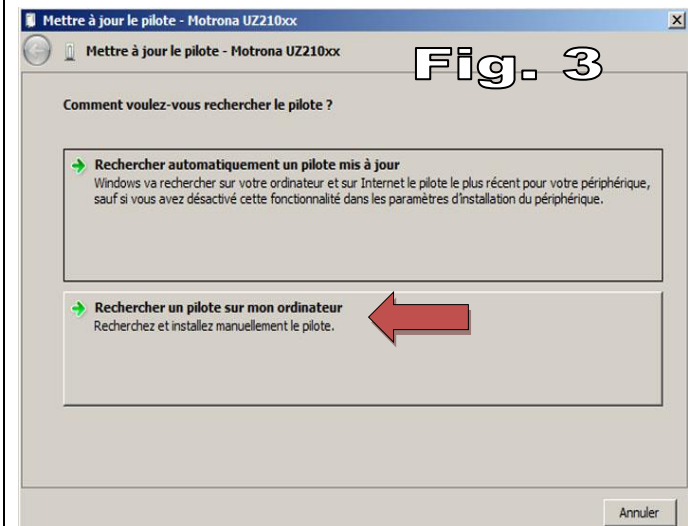 Mettre à jour le pilote - Motrona UZ210xx
Mettre à jour le pilote - Motrona UZ210xx
Fig. 3
Comment voulez-vous rechercher le pilote ?
Rechercher automatiquement un pilote mis à jour
Windows va rechercher sur votre ordinateur et sur Internet le pilote le plus récent pour votre périphérique,
sauf si vous avez désactivé cette fonctionnalité dans les paramètres d'installation du périphérique.
Rechercher un pilote sur mon ordinateur
Recherchez et installez manuellement le pilote.
Annuler